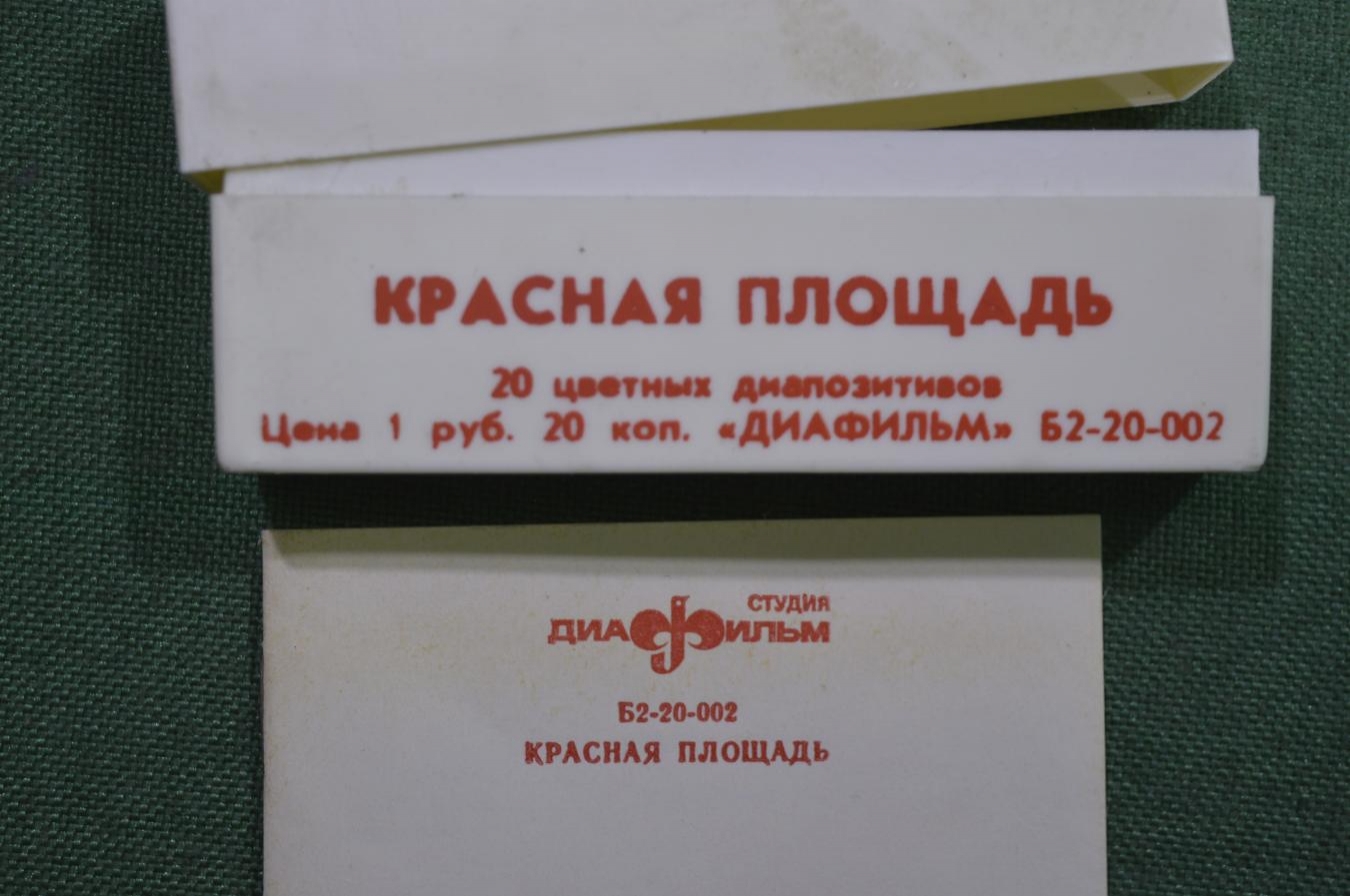 КРАСНАЯ ПЛОЩАДЬ
20 цветных диапозитивов
Цена 1 руб. 20 коп. «ДИАФИЛЬМ» Б2-20-002
СТУДИЯ
ДИАФИЛЬМ
Б2-20-002
КРАСНАЯ ПЛОЩАДЬ